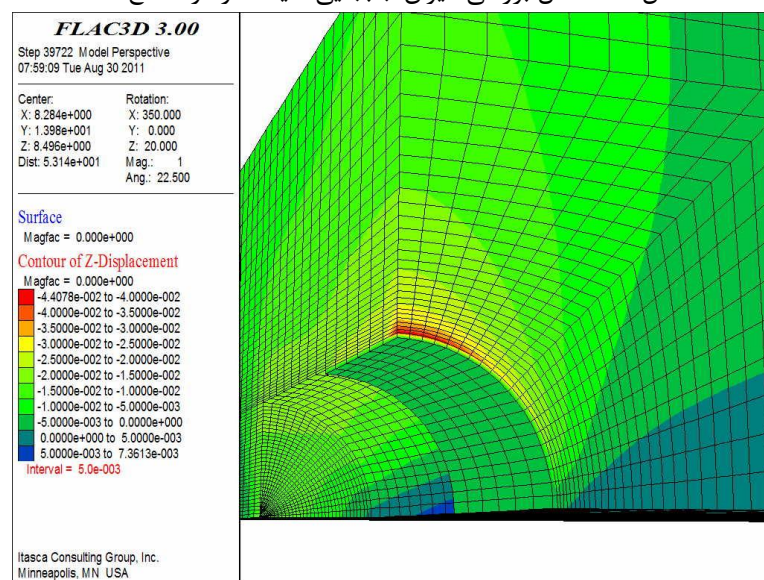 FLAC3D 3.00
Step 39722 Model Perspective
07:59:09 Tue Aug 30 2011
Center:
X: 8.284e+000
Y: 1.398e+001
Z: 8.496e+000
Dist: 5.314e+001
Rotation:
X: 350.000
Y: 0.000
Z: 20.000
Mag.: 1
Ang.: 22.500
Surface
Magfac = 0.000e+000
Contour of Z-Displacement
Magfac = 0.000e+000
-4.4078e-002 to -4.0000e-002
-4.0000e-002 to -3.5000e-002
-3.5000e-002 to -3.0000e-002
-3.0000e-002 to -2.5000e-002
-2.5000e-002 to -2.0000e-002
-2.0000e-002 to -1.5000e-002
-1.5000e-002 to -1.0000e-002
-1.0000e-002 to -5.0000e-003
-5.0000e-003 to 0.0000e+000
0.0000e+000 to 5.0000e-003
5.0000e-003 to 7.3613e-003
Interval = 5.0e-003
Itasca Consulting Group, Inc.
Minneapolis, MN USA